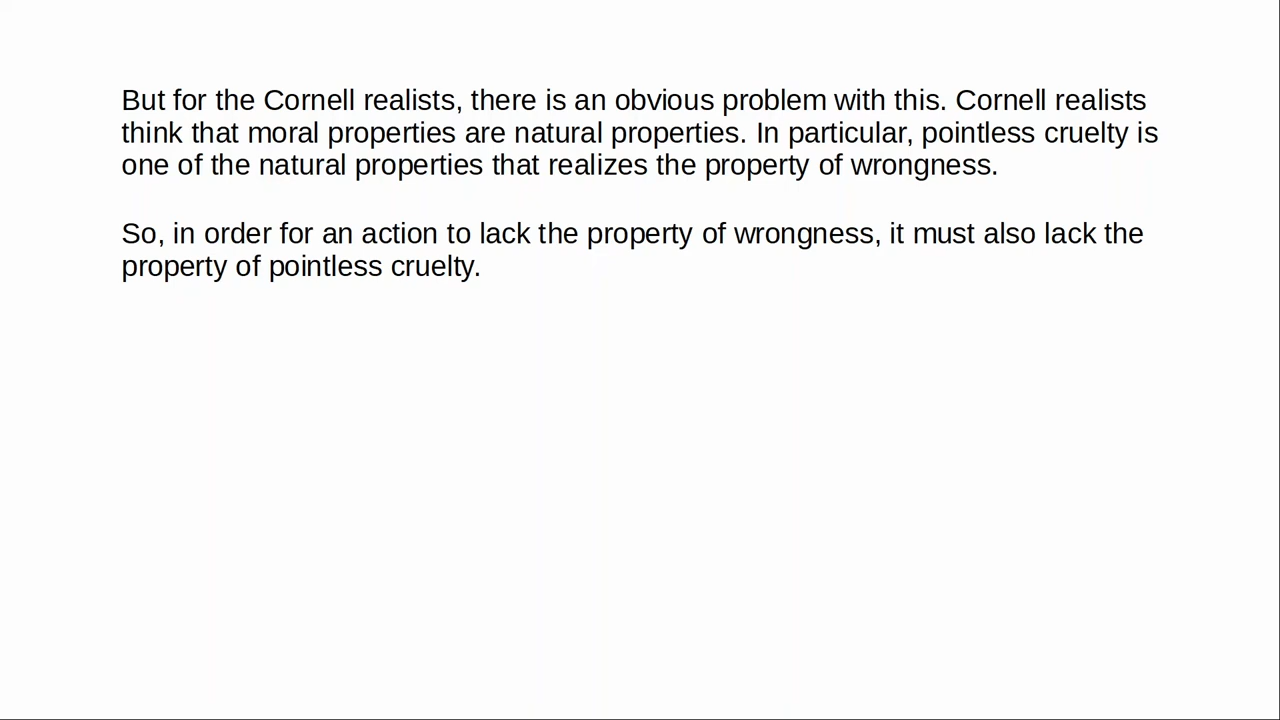 But for the Cornell realists, there is an obvious problem with this. Cornell realists
think that moral properties are natural properties. In particular, pointless cruelty is
one of the natural properties that realizes the property of wrongness.
So, in order for an action to lack the property of wrongness, it must also lack the
property of pointless cruelty.